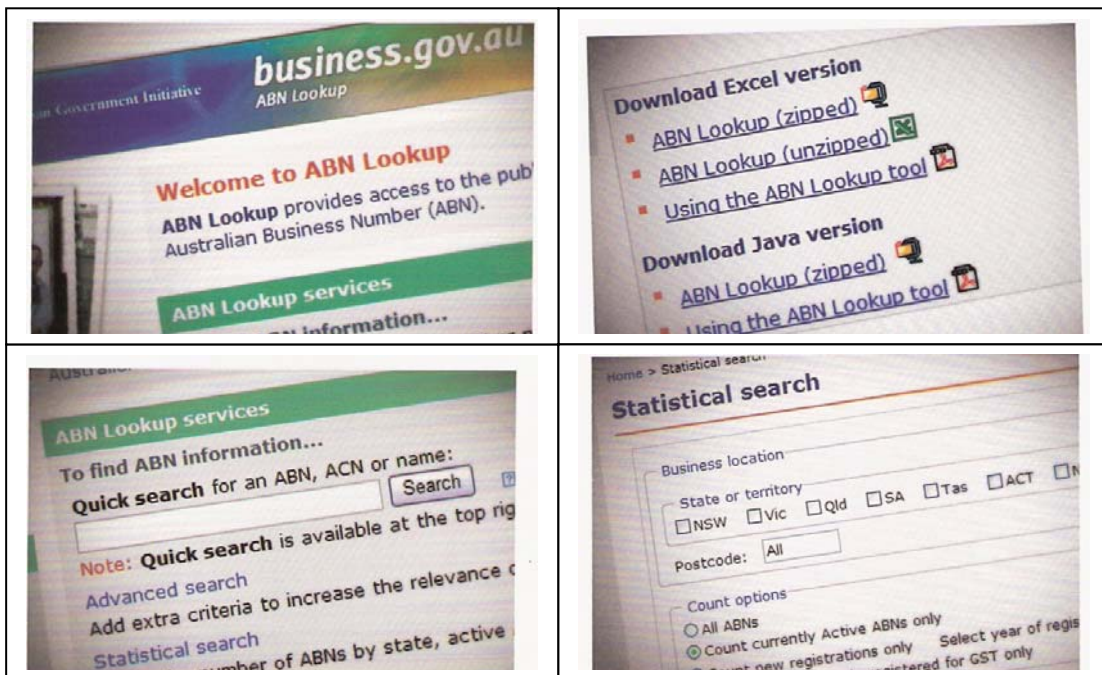 business.gov.au
Government Initiative
ABN Lookup
Welcome to ABN Lookup
ABN Lookup provides access to the
Australian Business Number (ABN).
ABN Lookup services
information...
Download Excel version
ABN Lookup (zipped)
ABN Lookup (unzipped)
Using the ABN Lookup tool
Download Java version
ABN Lookup (zipped)
Using the ABN Lookup tool
ABN Lookup services
To find ABN information...
Quick search for an ABN, ACN or name:
Search
Note: Quick search is available at the top
Advanced search
Add extra criteria to increase the relevance
Statistical search
of ABNs by state, active
Home > Statistical search
Statistical search
Business location
State or territory
NSW Vic Qld SA Tas ACT
Postcode: All
Count options
All ABNs
Count currently Active ABNs only
new registrations only Select year of
for GST only